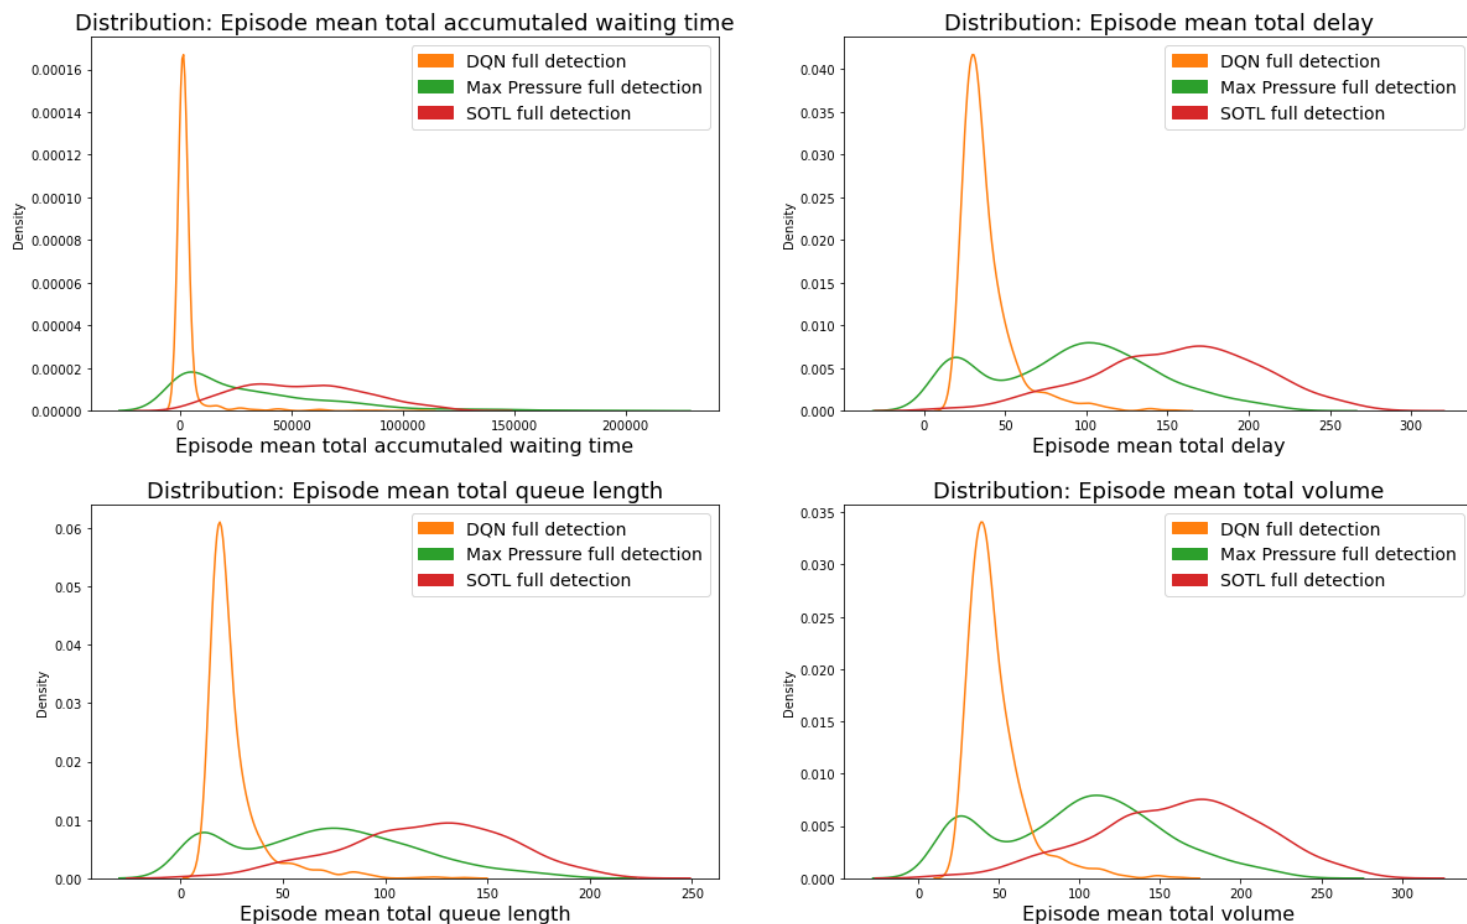 Distribution: Episode mean total accumutaled waiting time
DQN full detection
Max Pressure full detection
SOTL full detection
0.00016
0.00014
0.00012
0.00010
0.00008
0.00006
0.00004
0.00002
0.00000
Density
0
50000
100000
150000
200000
Episode mean total accumutaled waiting time
Distribution: Episode mean total delay
DQN full detection
Max Pressure full detection
SOTL full detection
0.040
0.035
0.030
0.025
0.020
0.015
0.010
0.005
0.000
Density
0
50
100
150
200
250
300
Episode mean total delay
Distribution: Episode mean total queue length
DQN full detection
Max Pressure full detection
SOTL full detection
0.06
0.05
0.04
0.03
0.02
0.01
0.00
Density
0
50
100
150
200
250
Episode mean total queue length
Distribution: Episode mean total volume
DQN full detection
Max Pressure full detection
SOTL full detection
0.035
0.030
0.025
0.020
0.015
0.010
0.005
0.000
Density
0
50
100
150
200
250
300
Episode mean total volume